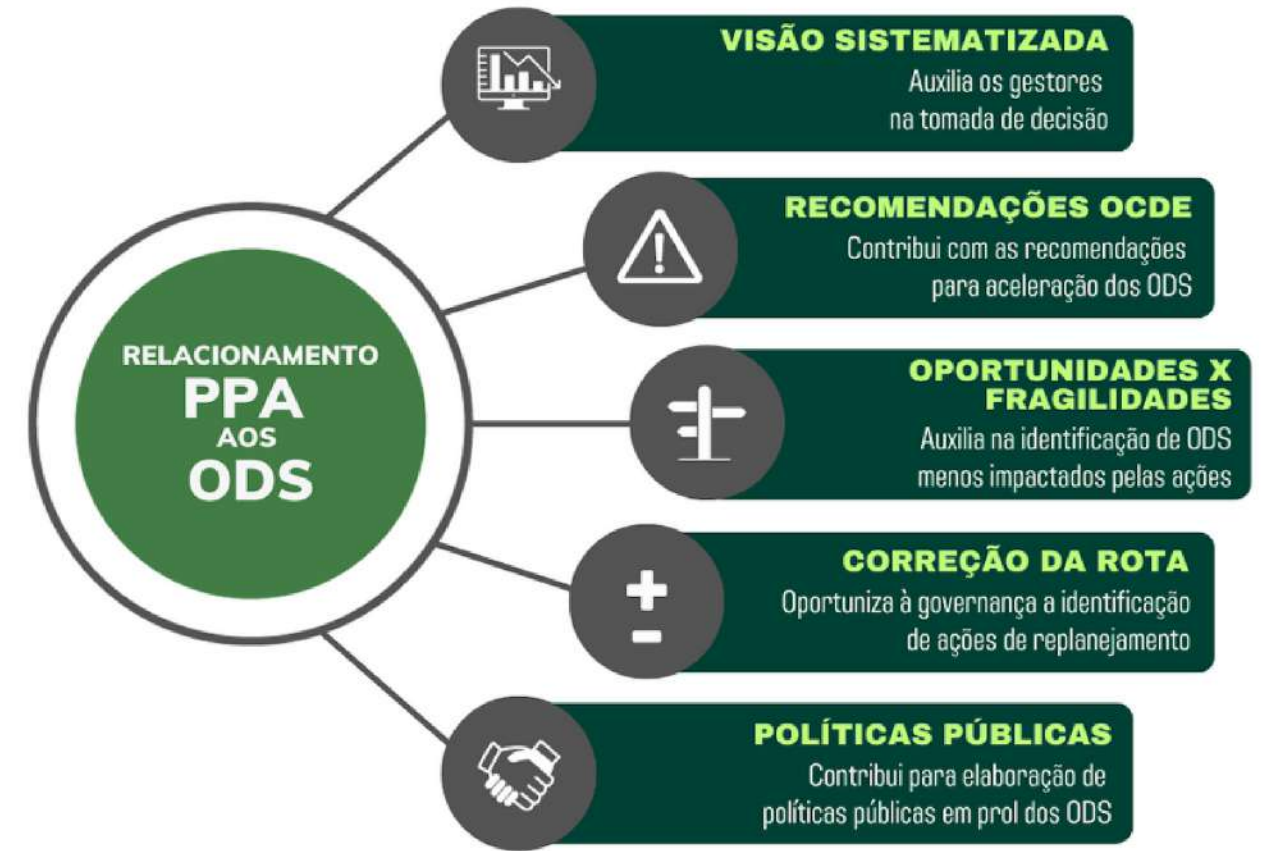 RELACIONAMENTO
PPA
AOS
ODS
VISÃO SISTEMATIZADA
Auxilia os gestores
na tomada de decisão
RECOMENDAÇÕES OCDE
Contribui com as recomendações
para aceleração dos ODS
OPORTUNIDADES X
FRAGILIDADES
Auxilia na identificação de ODS
menos impactados pelas ações
CORREÇÃO DA ROTA
Oportuniza à governança a identificação
de ações de replanejamento
POLÍTICAS PÚBLICAS
Contribui para elaboração de
políticas públicas em prol dos ODS